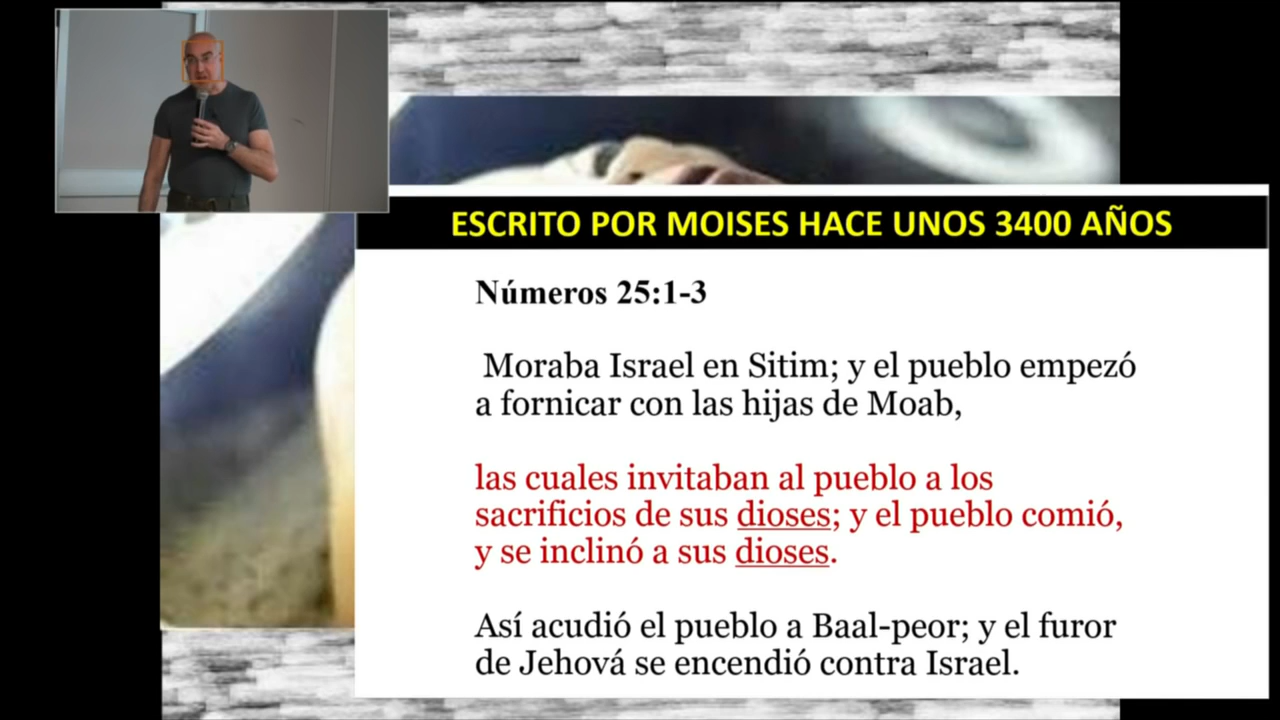 ESCRITO POR MOISES HACE UNOS 3400 AÑOS
Números 25:1-3
Moraba Israel en Sitim; y el pueblo empezó
a fornicar con las hijas de Moab,
las cuales invitaban al pueblo a los
sacrificios de sus dioses; y el pueblo comió,
y se inclinó a sus dioses.
Así acudió el pueblo a Baal-peor; y el furor
de Jehová se encendió contra Israel.